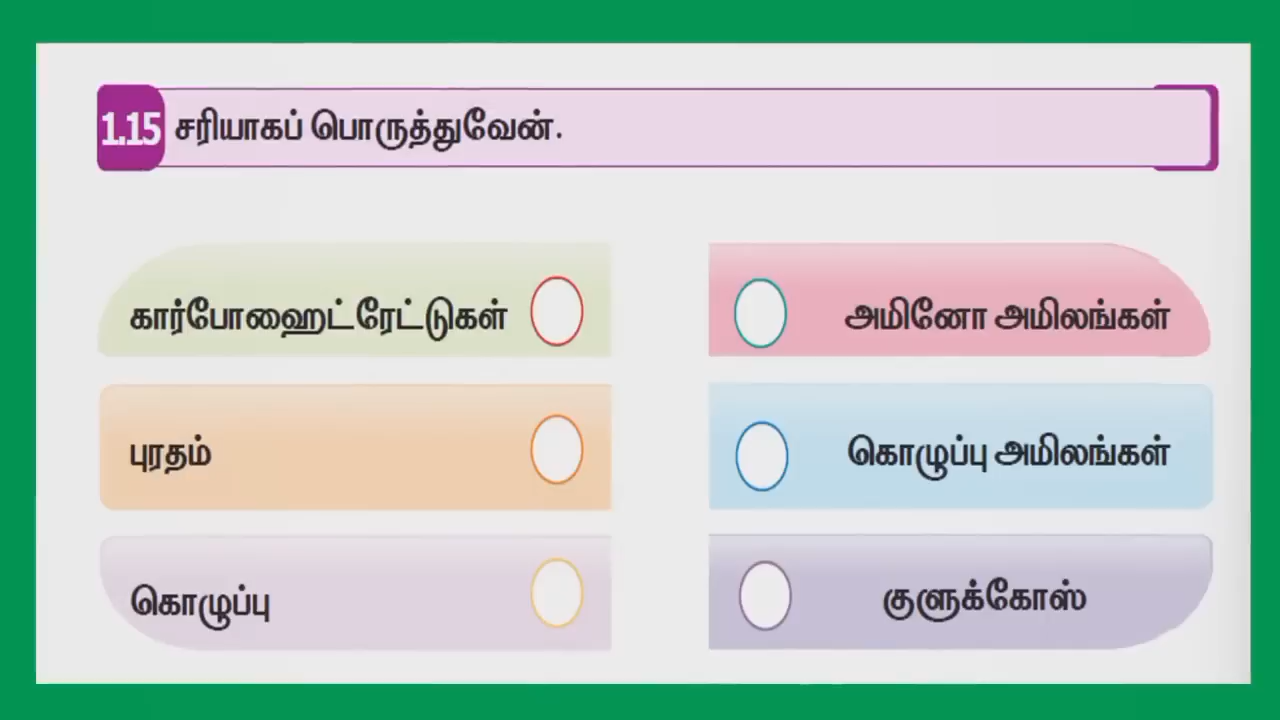 1.15 சரியாகப் பொருத்துவேன்.
கார்போஹைட்ரேட்டுகள்
அமினோ அமிலங்கள்
புரதம்
கொழுப்பு அமிலங்கள்
கொழுப்பு
குளுக்கோஸ்